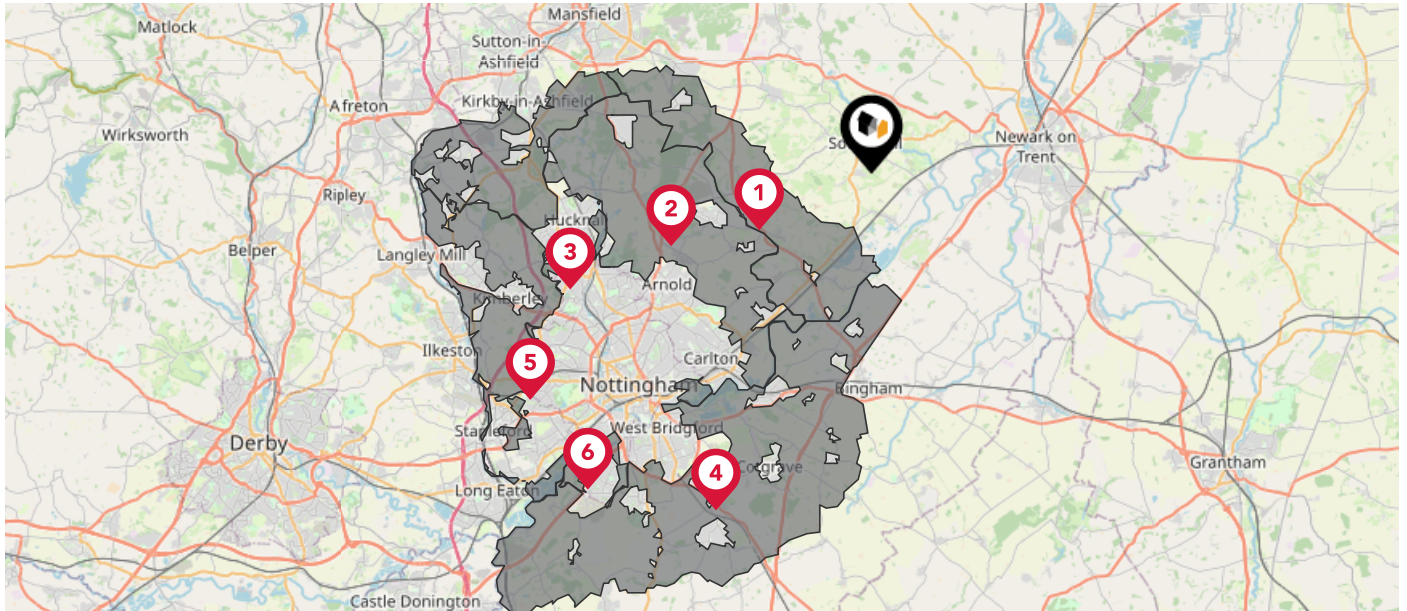 Mansfield
Matlock
Sutton-in-
Ashfield
Kirkby-in-Ashfield
Afreton
Wirksworth
Newark on
Trent
Ripley
1
2
Hucknall
3
Belper
Langley Mill
Arnold
Kimberley
Ilkeston
5
Carlton
Nottingham
Bingham
Stapleford
West Bridgford
Derby
6
4
Cotgrave
Grantham
Long Eaton
Castle Donington